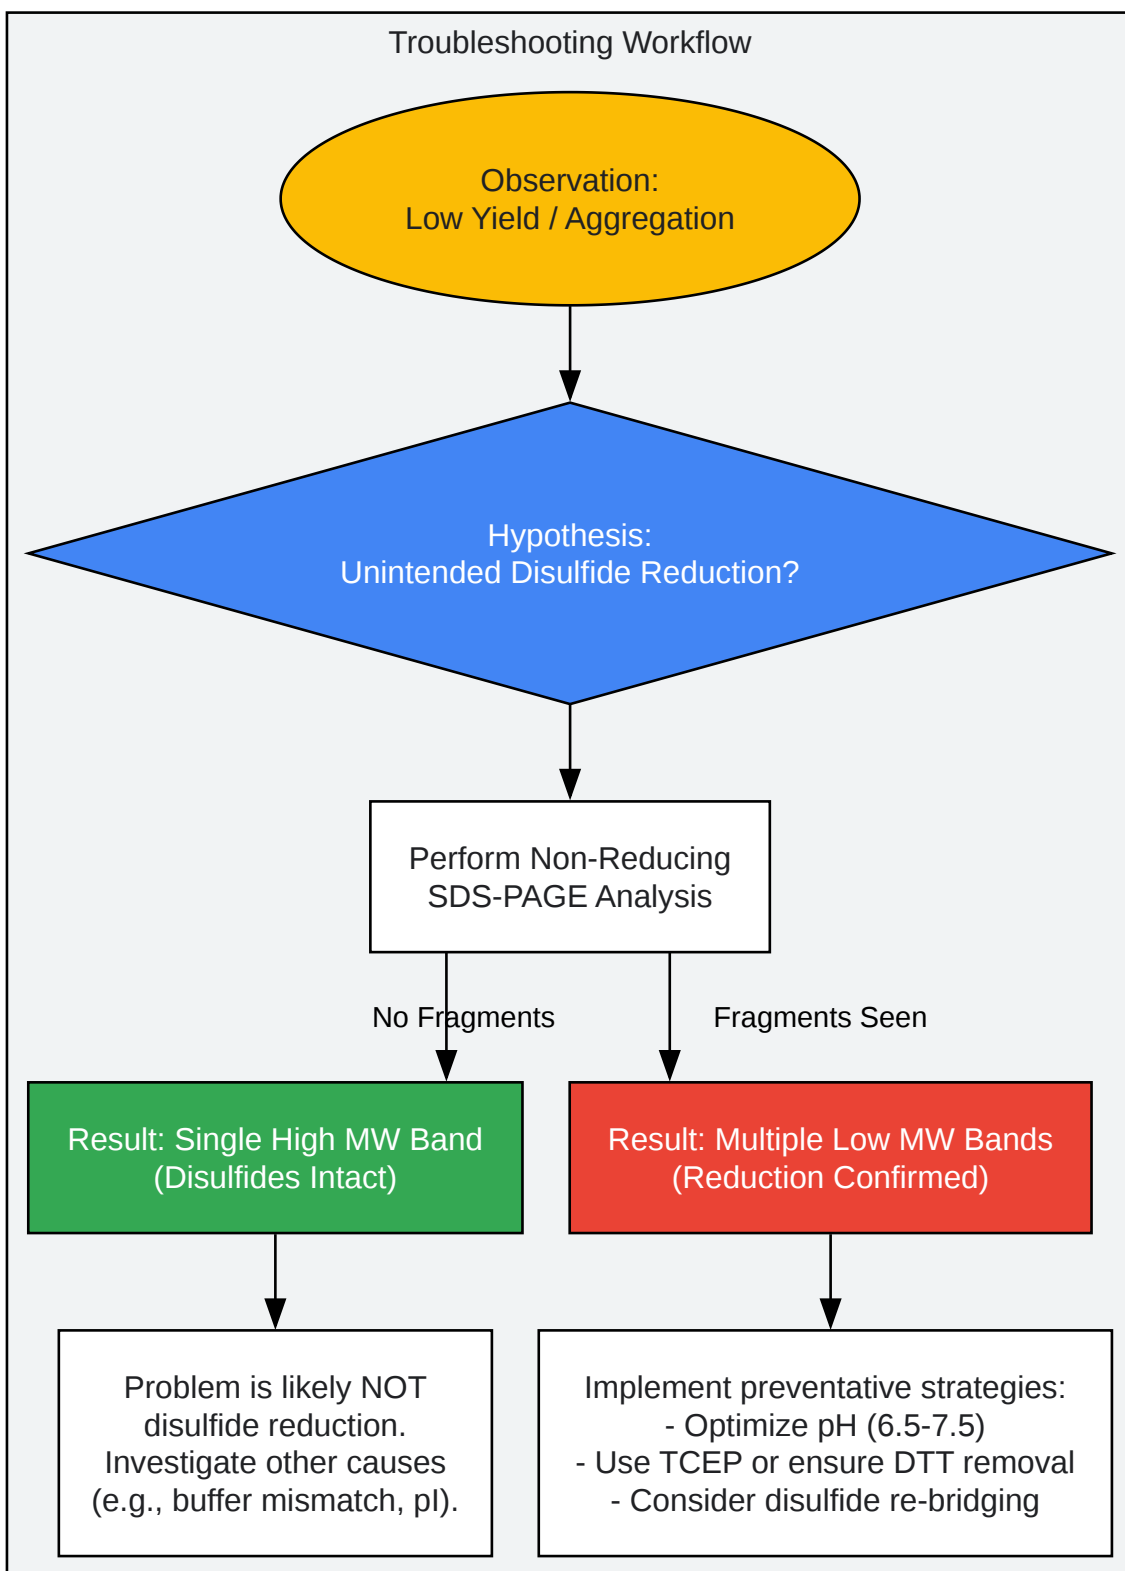 Troubleshooting Workflow
Observation:
Low Yield / Aggregation
Hypothesis:
Unintended Disulfide Reduction?
Perform Non-Reducing
SDS-PAGE Analysis
No Fragments
Fragments Seen
Result: Single High MW Band
(Disulfides Intact)
Result: Multiple Low MW Bands
(Reduction Confirmed)
Problem is likely NOT
disulfide reduction.
Investigate other causes
(e.g., buffer mismatch, pI).
Implement preventative strategies:
- Optimize pH (6.5-7.5)
- Use TCEP or ensure DTT removal
- Consider disulfide re-bridging